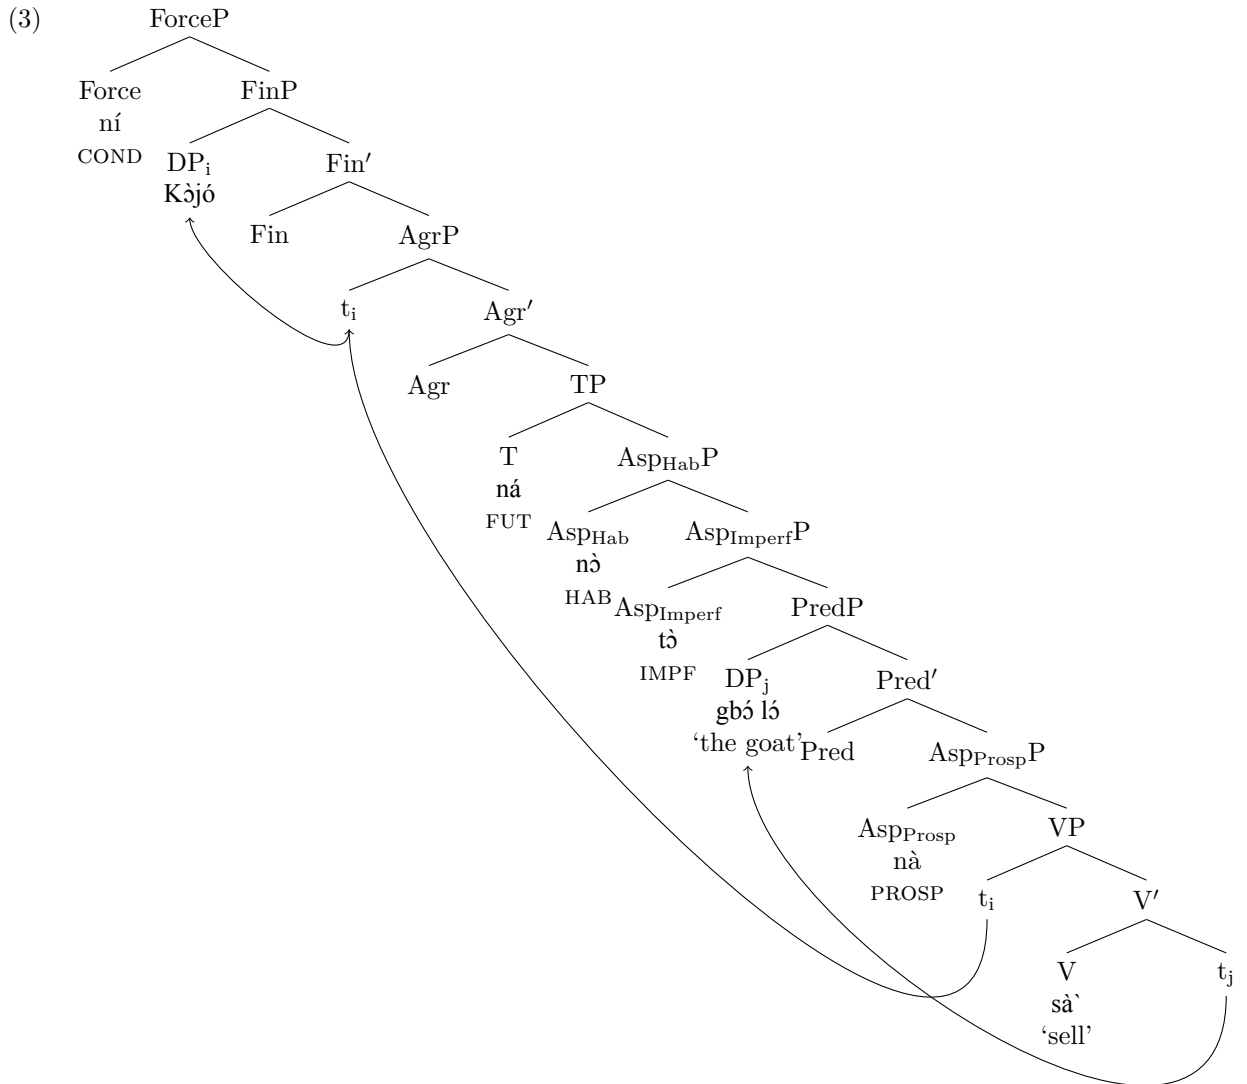 (3)
ForceP
Force FinP
ní
COND DPi Fin′
Kɔ̀jó
Fin AgrP
ti Agr′
Agr TP
T AspHabP
ná
FUT AspHab AspImperfP
nɔ̀
HAB AspImperf PredP
tɔ̀
IMPF DPj Pred′
gbɔ́ lɔ́
‘the goat’ Pred AspProspP
AspProsp VP
nà
PROSP ti V′
V tj
sà`
‘sell’